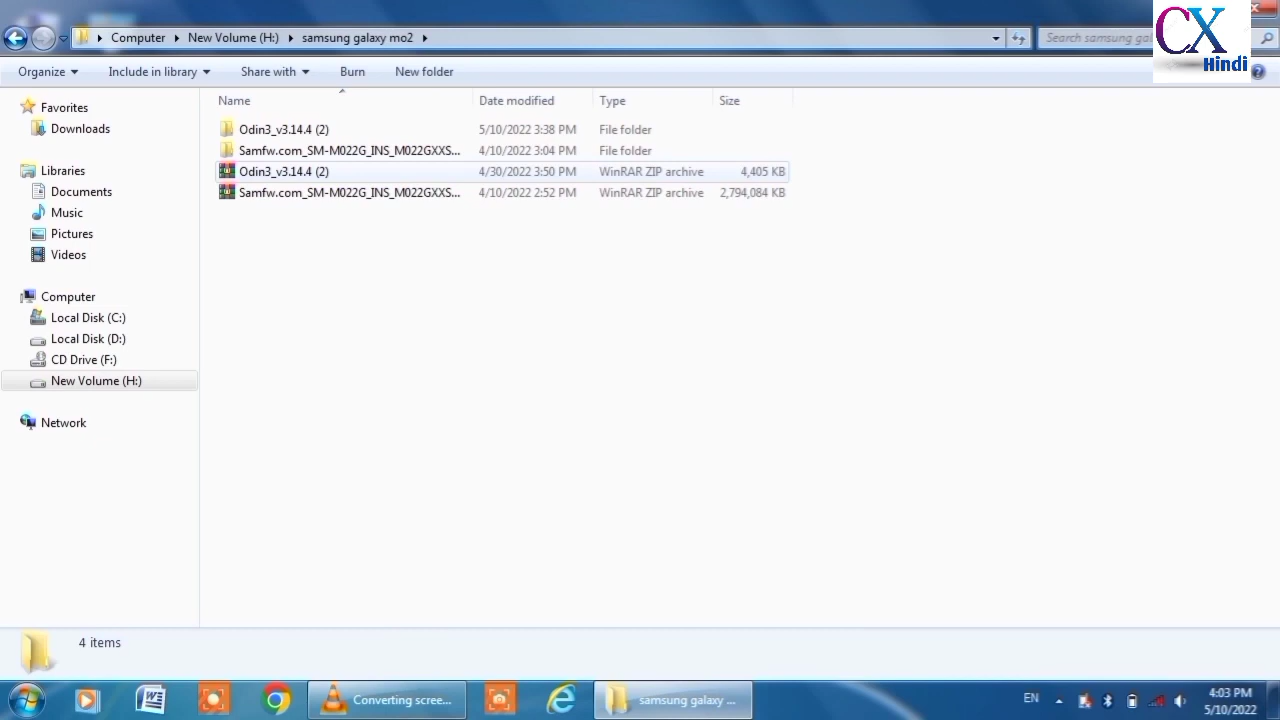 CX
Hindi
Computer New Volume (H:) samsung galaxy mo2
Search samsung gal
Organize Include in library Share with Burn New folder
Name Date modified Type Size
Favorites
Downloads
Libraries
Documents
Music
Pictures
Videos
Computer
Local Disk (C:)
Local Disk (D:)
CD Drive (F:)
New Volume (H:)
Network
Odin3_v3.14.4 (2) 5/10/2022 3:38 PM File folder
Samfw.com_SM-M022G_INS_M022GXXS... 4/10/2022 3:04 PM File folder
Odin3_v3.14.4 (2) 4/30/2022 3:50 PM WinRAR ZIP archive 4,405 KB
Samfw.com_SM-M022G_INS_M022GXXS... 4/10/2022 2:52 PM WinRAR ZIP archive 2,794,084 KB
4 items
Converting scree...
samsung galaxy ...
EN
4:03 PM
5/10/2022